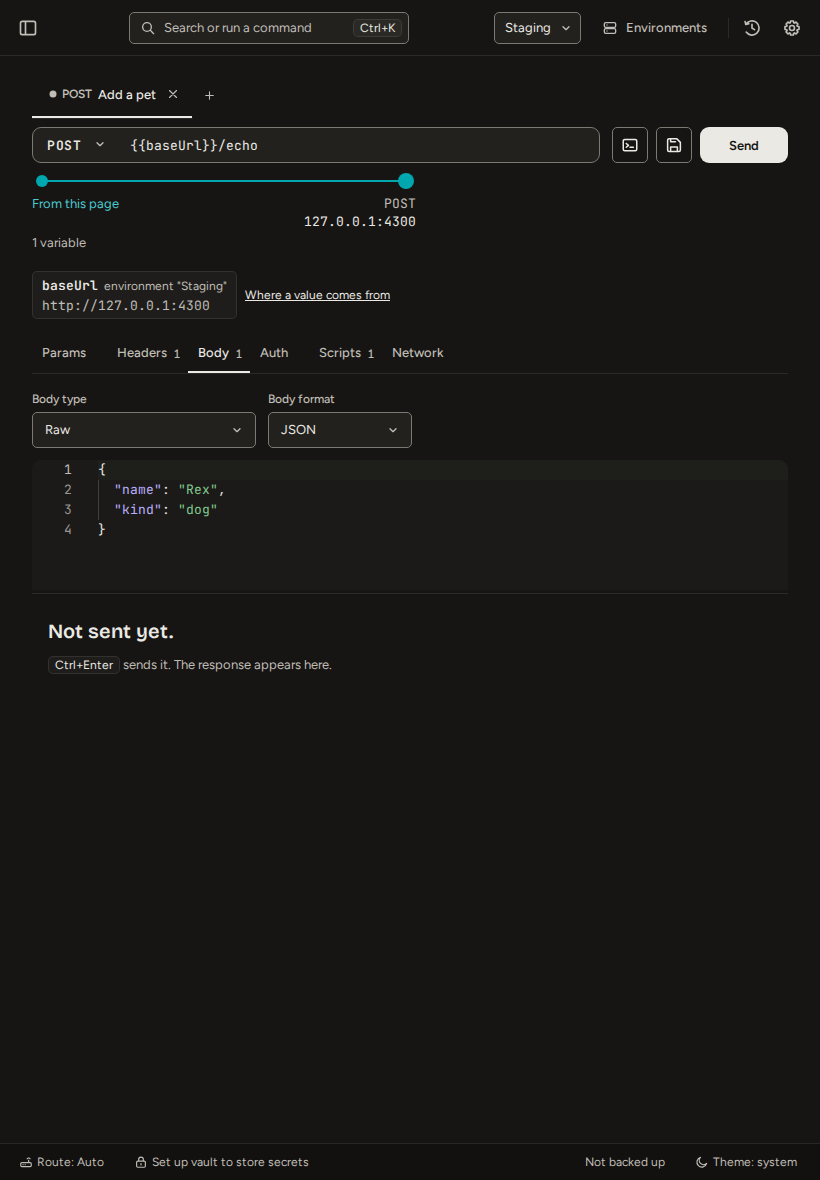 Search or run a command Ctrl+K Staging Environments
POST Add a pet
POST {{baseUrl}}/echo Send
From this page POST
127.0.0.1:4300
1 variable
baseUrl environment "Staging"
http://127.0.0.1:4300
Where a value comes from
Params Headers 1 Body 1 Auth Scripts 1 Network
Body type Body format
Raw JSON
1 {
2 "name": "Rex",
3 "kind": "dog"
4 }
Not sent yet.
Ctrl+Enter sends it. The response appears here.
Route: Auto Set up vault to store secrets Not backed up Theme: system